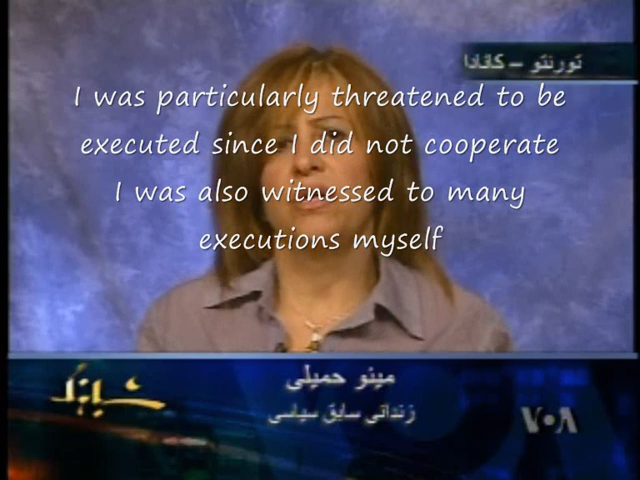 تورنتو – کانادا
I was particularly threatened to be
executed since I did not cooperate
I was also witnessed to many
executions myself
مینو حمیلی
زندانی سابق سیاسی
شباهنگ
VOA